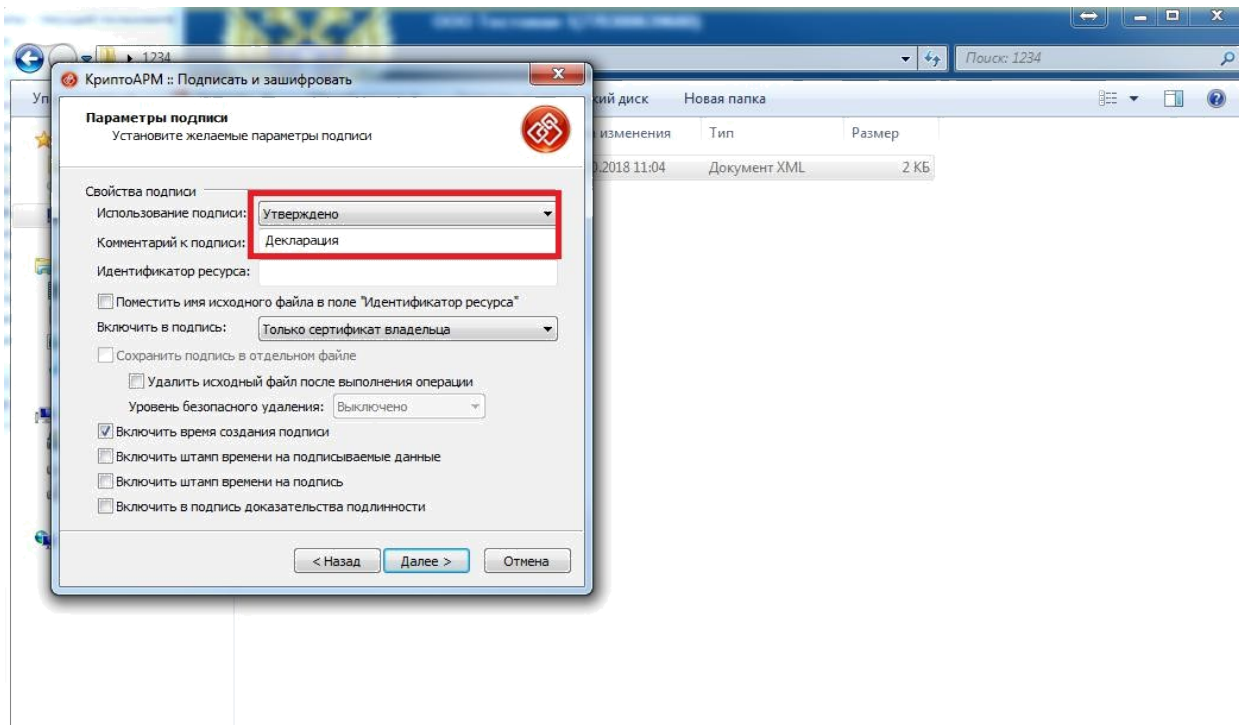 1234
Поиск: 1234
КриптоАРМ :: Подписать и зашифровать
Уп
кий диск
Новая папка
Параметры подписи
Установите желаемые параметры подписи
изменения
Тип
Размер
.2018 11:04
Документ XML
2 КБ
Свойства подписи
Использование подписи:
Утверждено
Комментарий к подписи:
Декларация
Идентификатор ресурса:
Поместить имя исходного файла в поле "Идентификатор ресурса"
Включить в подпись:
Только сертификат владельца
Сохранить подпись в отдельном файле
Удалить исходный файл после выполнения операции
Уровень безопасного удаления:
Выключено
Включить время создания подписи
Включить штамп времени на подписываемые данные
Включить штамп времени на подпись
Включить в подпись доказательства подлинности
< Назад
Далее >
Отмена